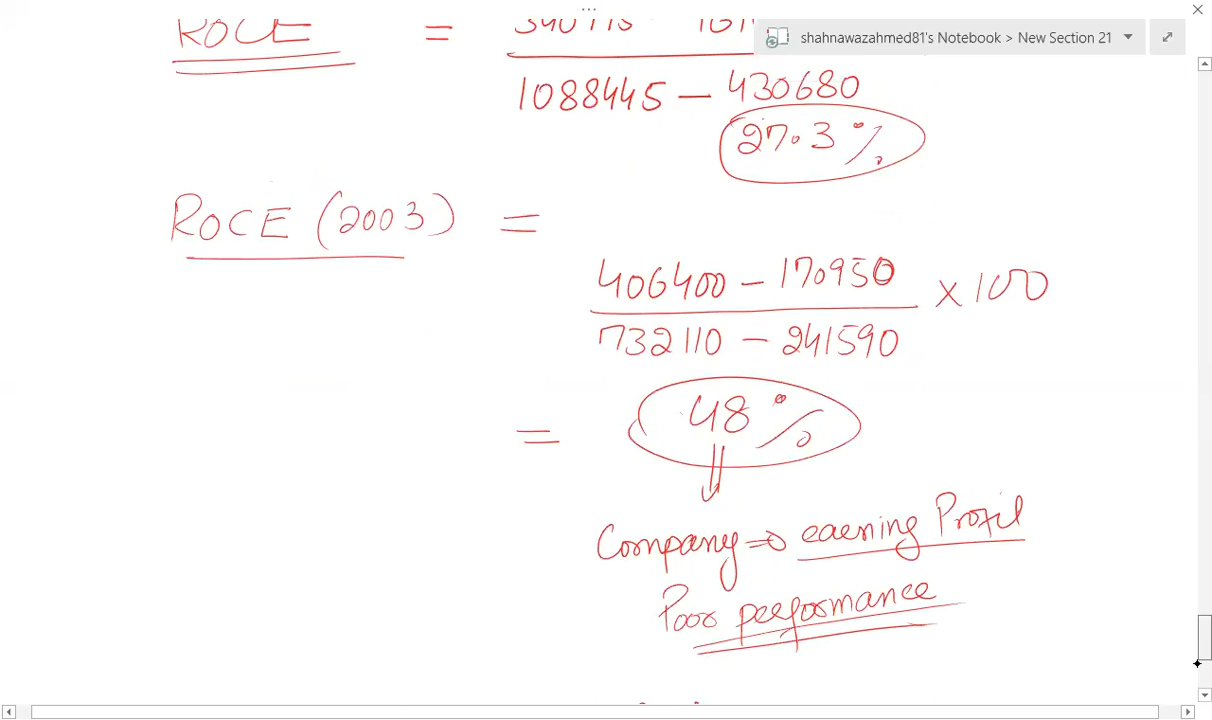 ...
shahnawazahmed81's Notebook > New Section 21
ROCE =
1088445 - 430680
27.3%
ROCE (2003) =
406400 - 170950 × 100
732110 - 241590
= 48%
Company ⇒ earning Profit
Poor performance